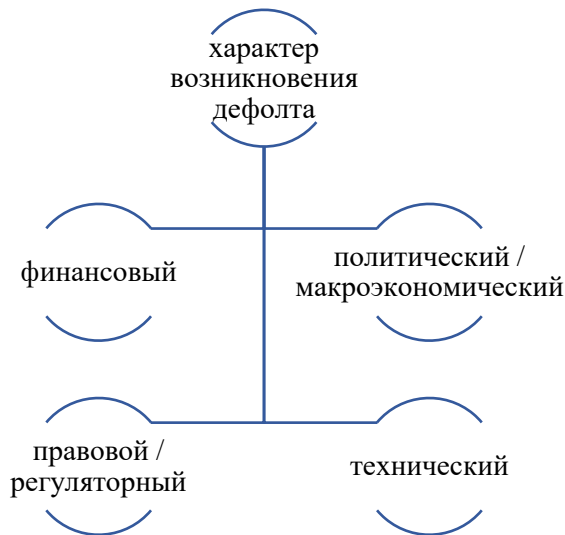 характер
возникновения
дефолта
финансовый
политический /
макроэкономический
правовой /
регуляторный
технический